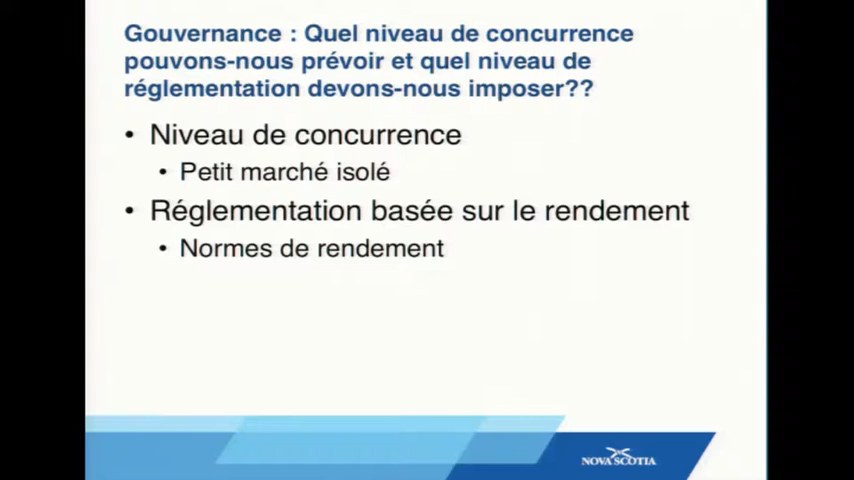 Gouvernance : Quel niveau de concurrence
pouvons-nous prévoir et quel niveau de
réglementation devons-nous imposer??
• Niveau de concurrence
• Petit marché isolé
• Réglementation basée sur le rendement
• Normes de rendement
NOVA SCOTIA